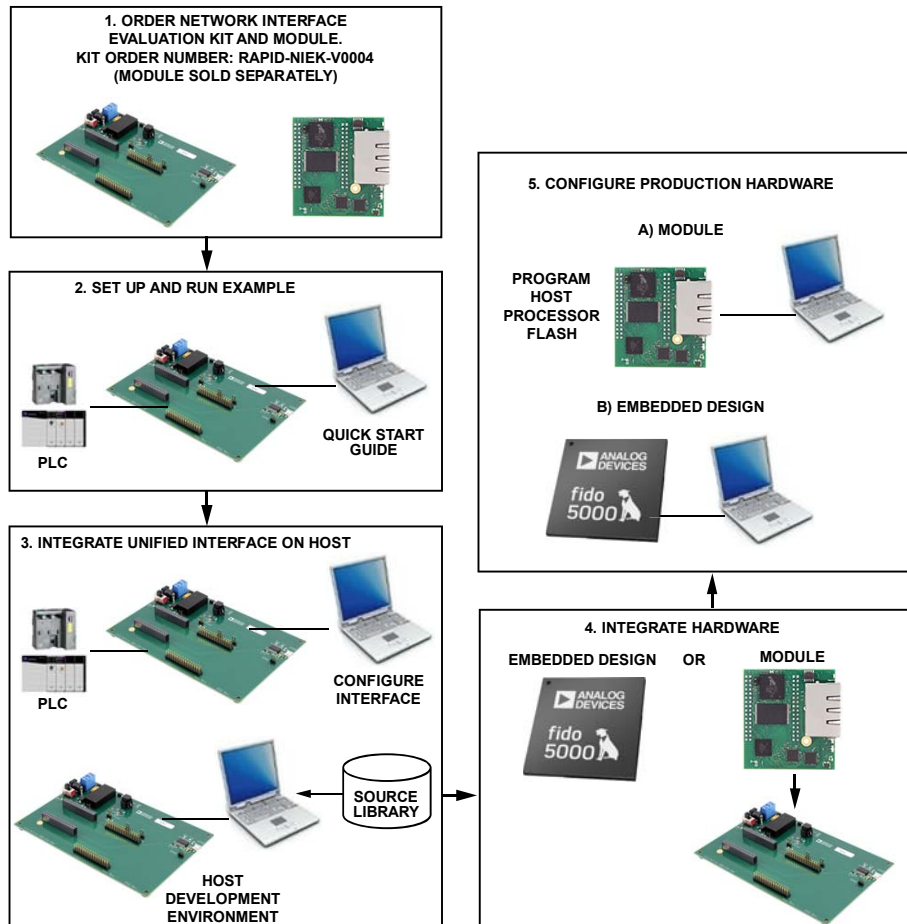 1. ORDER NETWORK INTERFACE
EVALUATION KIT AND MODULE.
KIT ORDER NUMBER: RAPID-NIEK-V0004
(MODULE SOLD SEPARATELY)
2. SET UP AND RUN EXAMPLE
PLC
QUICK START
GUIDE
3. INTEGRATE UNIFIED INTERFACE ON HOST
PLC
CONFIGURE
INTERFACE
SOURCE
LIBRARY
HOST
DEVELOPMENT
ENVIRONMENT
4. INTEGRATE HARDWARE
EMBEDDED DESIGN OR MODULE
ANALOG
DEVICES
fido
5000
5. CONFIGURE PRODUCTION HARDWARE
A) MODULE
PROGRAM
HOST
PROCESSOR
FLASH
B) EMBEDDED DESIGN
ANALOG
DEVICES
fido
5000